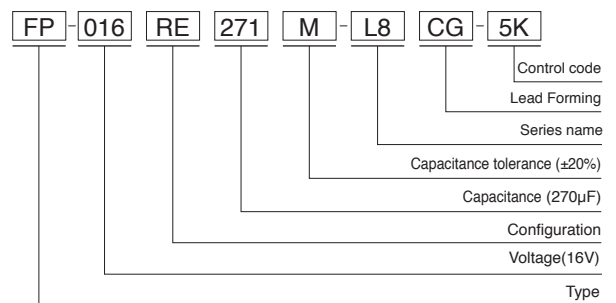 FP-016 RE 271 M-L8 CG-5K
Control code
Lead Forming
Series name
Capacitance tolerance (±20%)
Capacitance (270µF)
Configuration
Voltage(16V)
Type